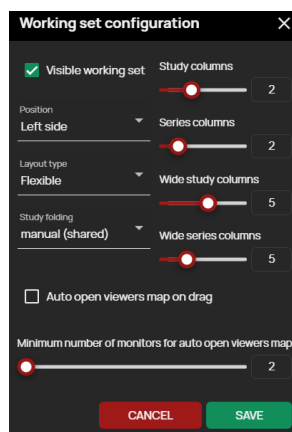 Working set configuration
Visible working set
Study columns
2
Position
Left side
Series columns
2
Layout type
Flexible
Wide study columns
5
Study folding
manual (shared)
Wide series columns
5
Auto open viewers map on drag
Minimum number of monitors for auto open viewers map
2
CANCEL
SAVE